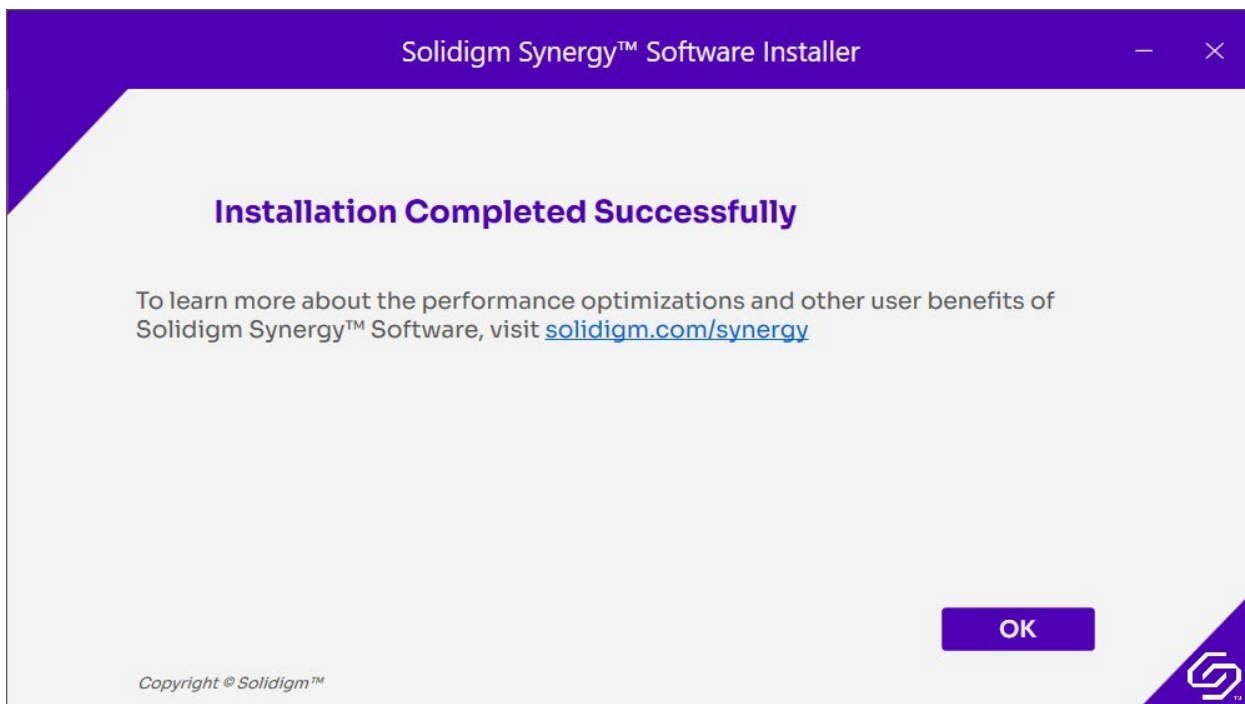 Solidigm Synergy™ Software Installer
Installation Completed Successfully
To learn more about the performance optimizations and other user benefits of
Solidigm Synergy™ Software, visit solidigm.com/synergy
OK
Copyright © Solidigm™
TM